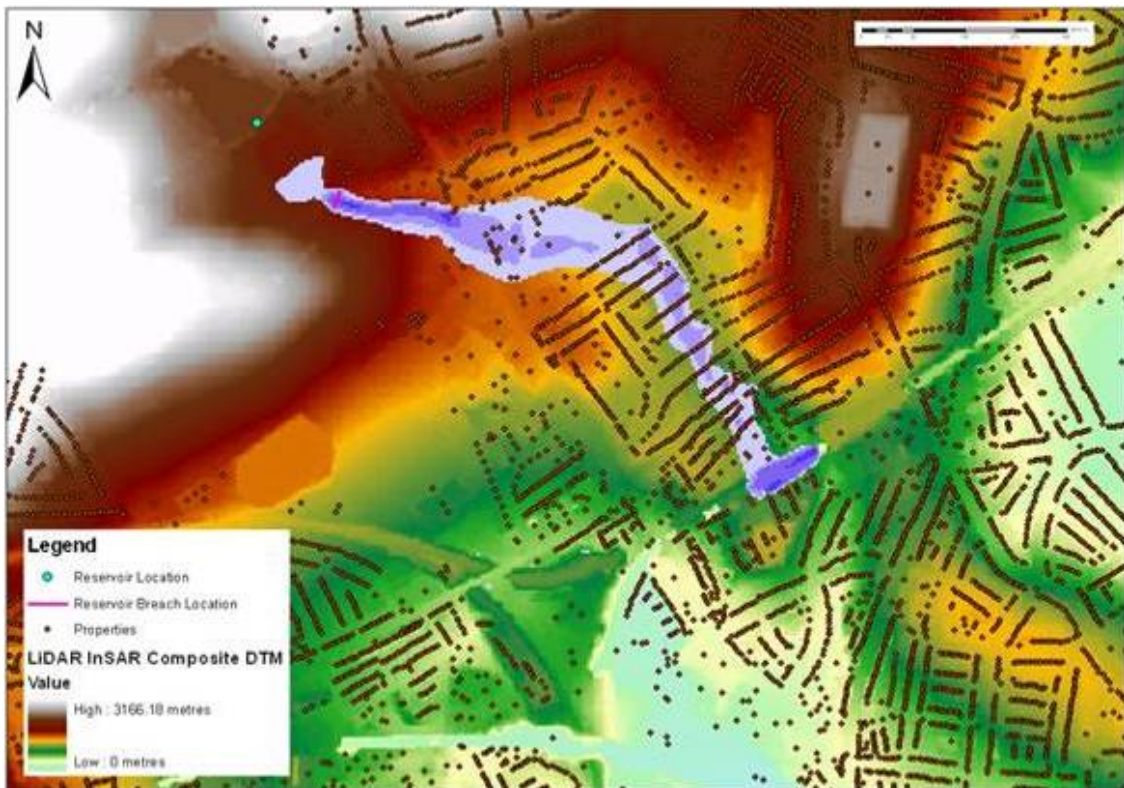 N
Legend
Reservoir Location
Reservoir Breach Location
Properties
LiDAR InSAR Composite DTM
Value
High : 3166.18 metres
Low : 0 metres